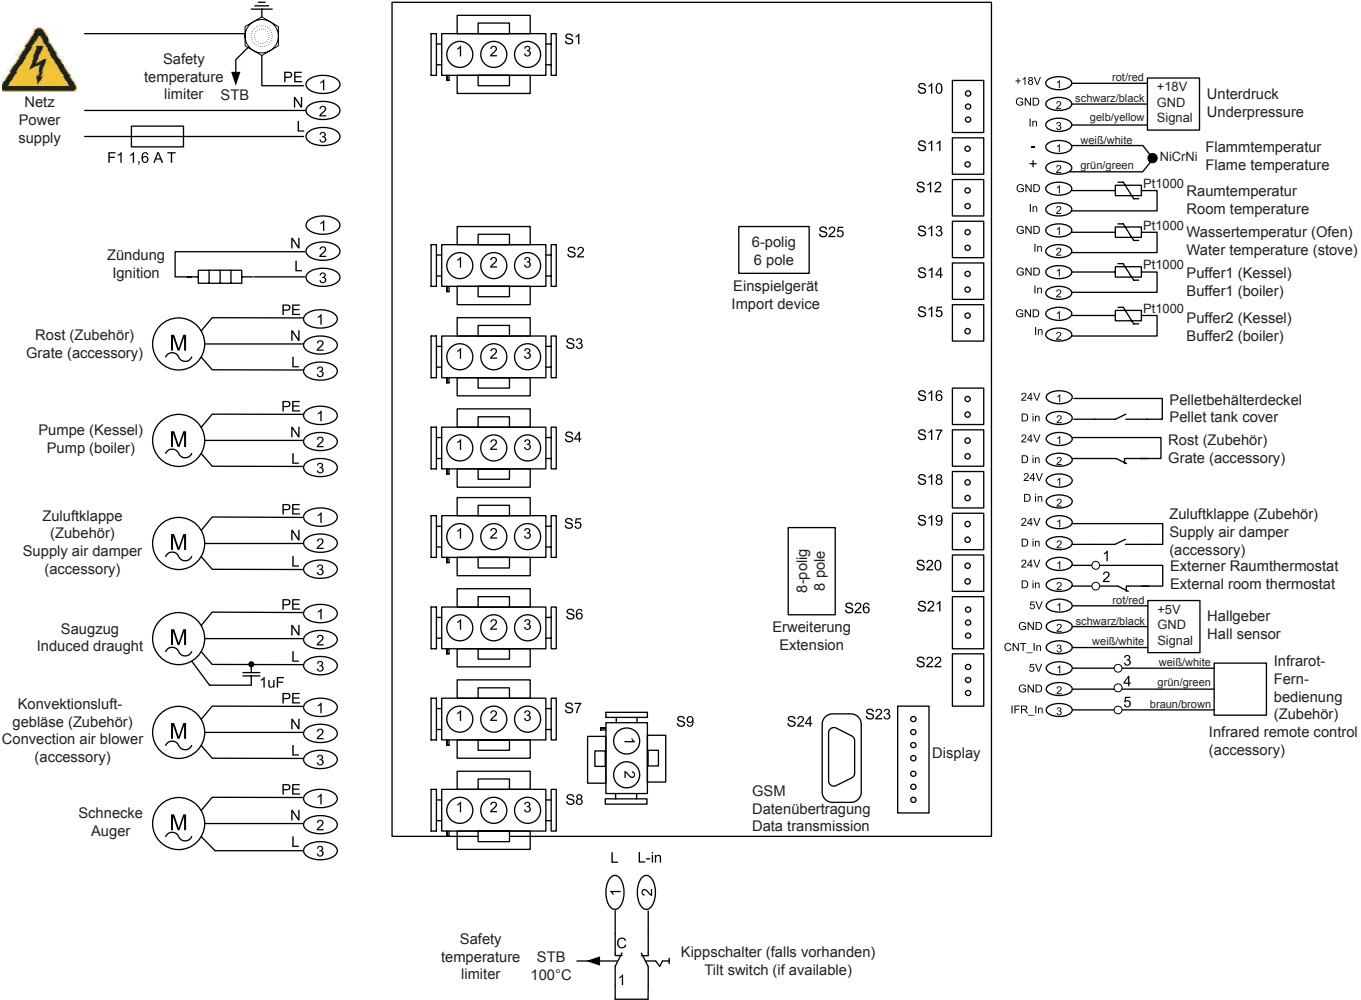 Netz
Power
supply
Safety
temperature
limiter
STB
PE 1
N 2
L 3
F1 1,6 A T
Zündung
Ignition
1
N 2
L 3
Rost (Zubehör)
Grate (accessory)
M
PE 1
N 2
L 3
Pumpe (Kessel)
Pump (boiler)
M
PE 1
N 2
L 3
Zuluftklappe
(Zubehör)
Supply air damper
(accessory)
M
PE 1
N 2
L 3
Saugzug
Induced draught
M
PE 1
N 2
L 3
1uF
Konvektionsluft-
gebläse (Zubehör)
Convection air blower
(accessory)
M
PE 1
N 2
L 3
Schnecke
Auger
M
PE 1
N 2
L 3
1 2 3 S1
1 2 3 S2
1 2 3 S3
1 2 3 S4
1 2 3 S5
1 2 3 S6
1 2 3 S7
1 2 3 S8
1 2 S9
6-polig
6 pole
S25
Einspielgerät
Import device
8-polig
8 pole
S26
Erweiterung
Extension
S24
GSM
Datenübertragung
Data transmission
S23
Display
S10
S11
S12
S13
S14
S15
S16
S17
S18
S19
S20
S21
S22
+18V 1 rot/red +18V
GND 2 schwarz/black GND
In 3 gelb/yellow Signal
Unterdruck
Underpressure
- 1 weiß/white
+ 2 grün/green
NiCrNi
Flammtemperatur
Flame temperature
GND 1 Pt1000
In 2
Raumtemperatur
Room temperature
GND 1 Pt1000
In 2
Wassertemperatur (Ofen)
Water temperature (stove)
GND 1 Pt1000
In 2
Puffer1 (Kessel)
Buffer1 (boiler)
GND 1 Pt1000
In 2
Puffer2 (Kessel)
Buffer2 (boiler)
24V 1
D in 2
Pelletbehälterdeckel
Pellet tank cover
24V 1
D in 2
Rost (Zubehör)
Grate (accessory)
24V 1
D in 2
24V 1
D in 2
Zuluftklappe (Zubehör)
Supply air damper
(accessory)
24V 1 1
D in 2 2
Externer Raumthermostat
External room thermostat
5V 1 rot/red +5V
GND 2 schwarz/black GND
CNT_In 3 weiß/white Signal
Hallgeber
Hall sensor
5V 1 3 weiß/white
GND 2 4 grün/green
IFR_In 3 5 braun/brown
Infrarot-
Fern-
bedienung
(Zubehör)
Infrared remote control
(accessory)
L L-in
1 2
C
1
Safety
temperature
limiter
STB
100°C
Kippschalter (falls vorhanden)
Tilt switch (if available)